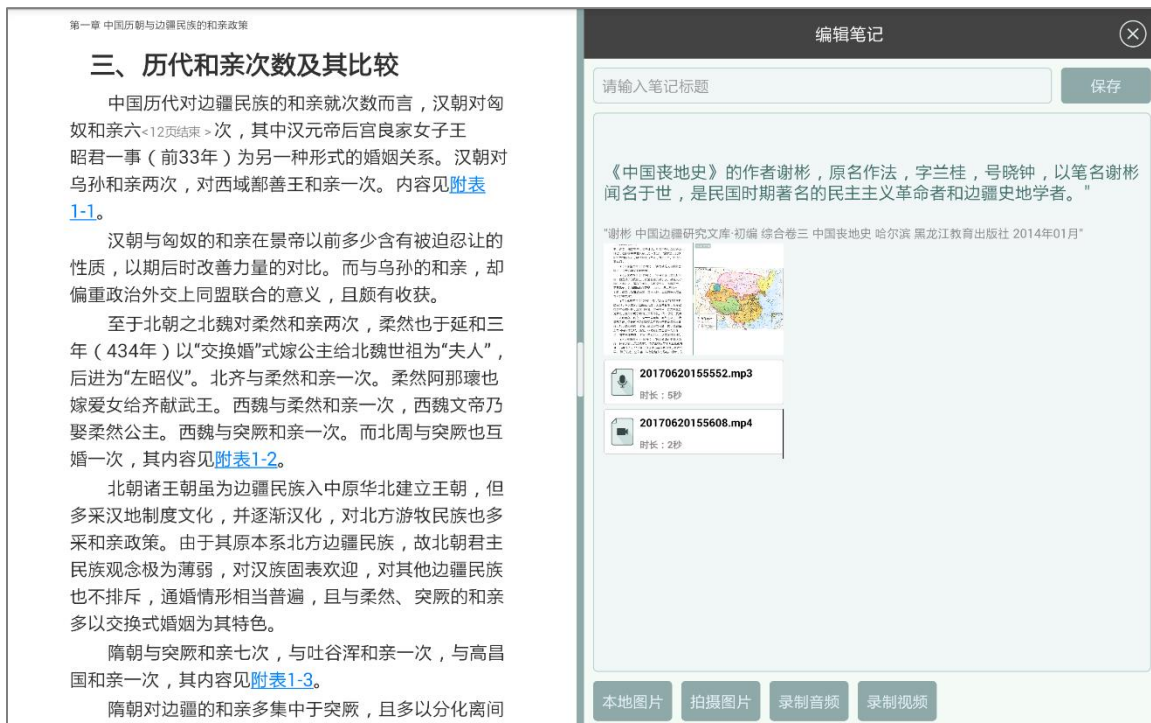 第一章 中国历朝与边疆民族的和亲政策
三、历代和亲次数及其比较
中国历代对边疆民族的和亲就次数而言，汉朝对匈
奴和亲六<12页结束 >次，其中汉元帝后宫良家女子王
昭君一事（前33年）为另一种形式的婚姻关系。汉朝对
乌孙和亲两次，对西域鄯善王和亲一次。内容见附表
1-1。
汉朝与匈奴的和亲在景帝以前多少含有被迫忍让的
性质，以期后时改善力量的对比。而与乌孙的和亲，却
偏重政治外交上同盟联合的意义，且颇有收获。
至于北朝之北魏对柔然和亲两次，柔然也于延和三
年（434年）以“交换婚”式嫁公主给北魏世祖为“夫人”，
后进为“左昭仪”。北齐与柔然和亲一次。柔然阿那瓌也
嫁爱女给齐献武王。西魏与柔然和亲一次，西魏文帝乃
娶柔然公主。西魏与突厥和亲一次。而北周与突厥也互
婚一次，其内容见附表1-2。
北朝诸王朝虽为边疆民族入中原华北建立王朝，但
多采汉地制度文化，并逐渐汉化，对北方游牧民族也多
采和亲政策。由于其原本系北方边疆民族，故北朝君主
民族观念极为薄弱，对汉族固表欢迎，对其他边疆民族
也不排斥，通婚情形相当普遍，且与柔然、突厥的和亲
多以交换式婚姻为其特色。
隋朝与突厥和亲七次，与吐谷浑和亲一次，与高昌
国和亲一次，其内容见附表1-3。
隋朝对边疆的和亲多集中于突厥，且多以分化离间
编辑笔记
请输入笔记标题
保存
《中国丧地史》的作者谢彬，原名作法，字兰桂，号晓钟，以笔名谢彬
闻名于世，是民国时期著名的民主主义革命者和边疆史地学者。"
"谢彬 中国边疆研究文库·初编 综合卷三 中国丧地史 哈尔滨 黑龙江教育出版社 2014年01月"
20170620155552.mp3
时长：5秒
20170620155608.mp4
时长：2秒
本地图片
拍摄图片
录制音频
录制视频